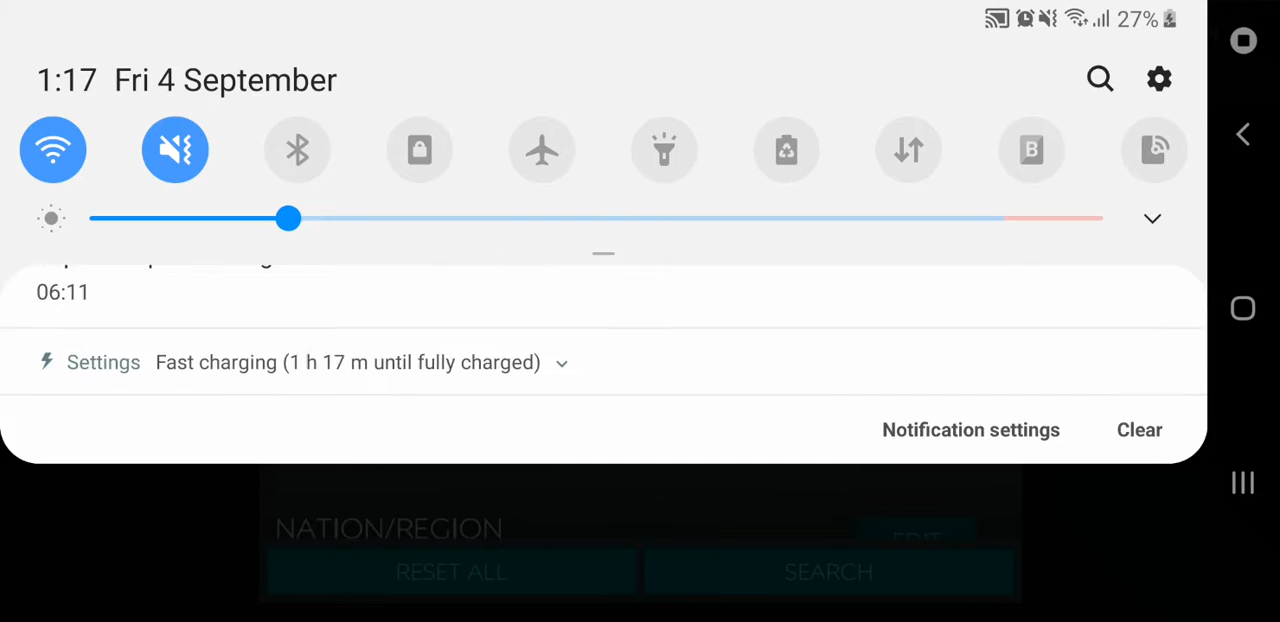 27%
1:17 Fri 4 September
B
06:11
Settings Fast charging (1 h 17 m until fully charged)
Notification settings Clear
NATION/REGION
EDIT
RESET ALL SEARCH